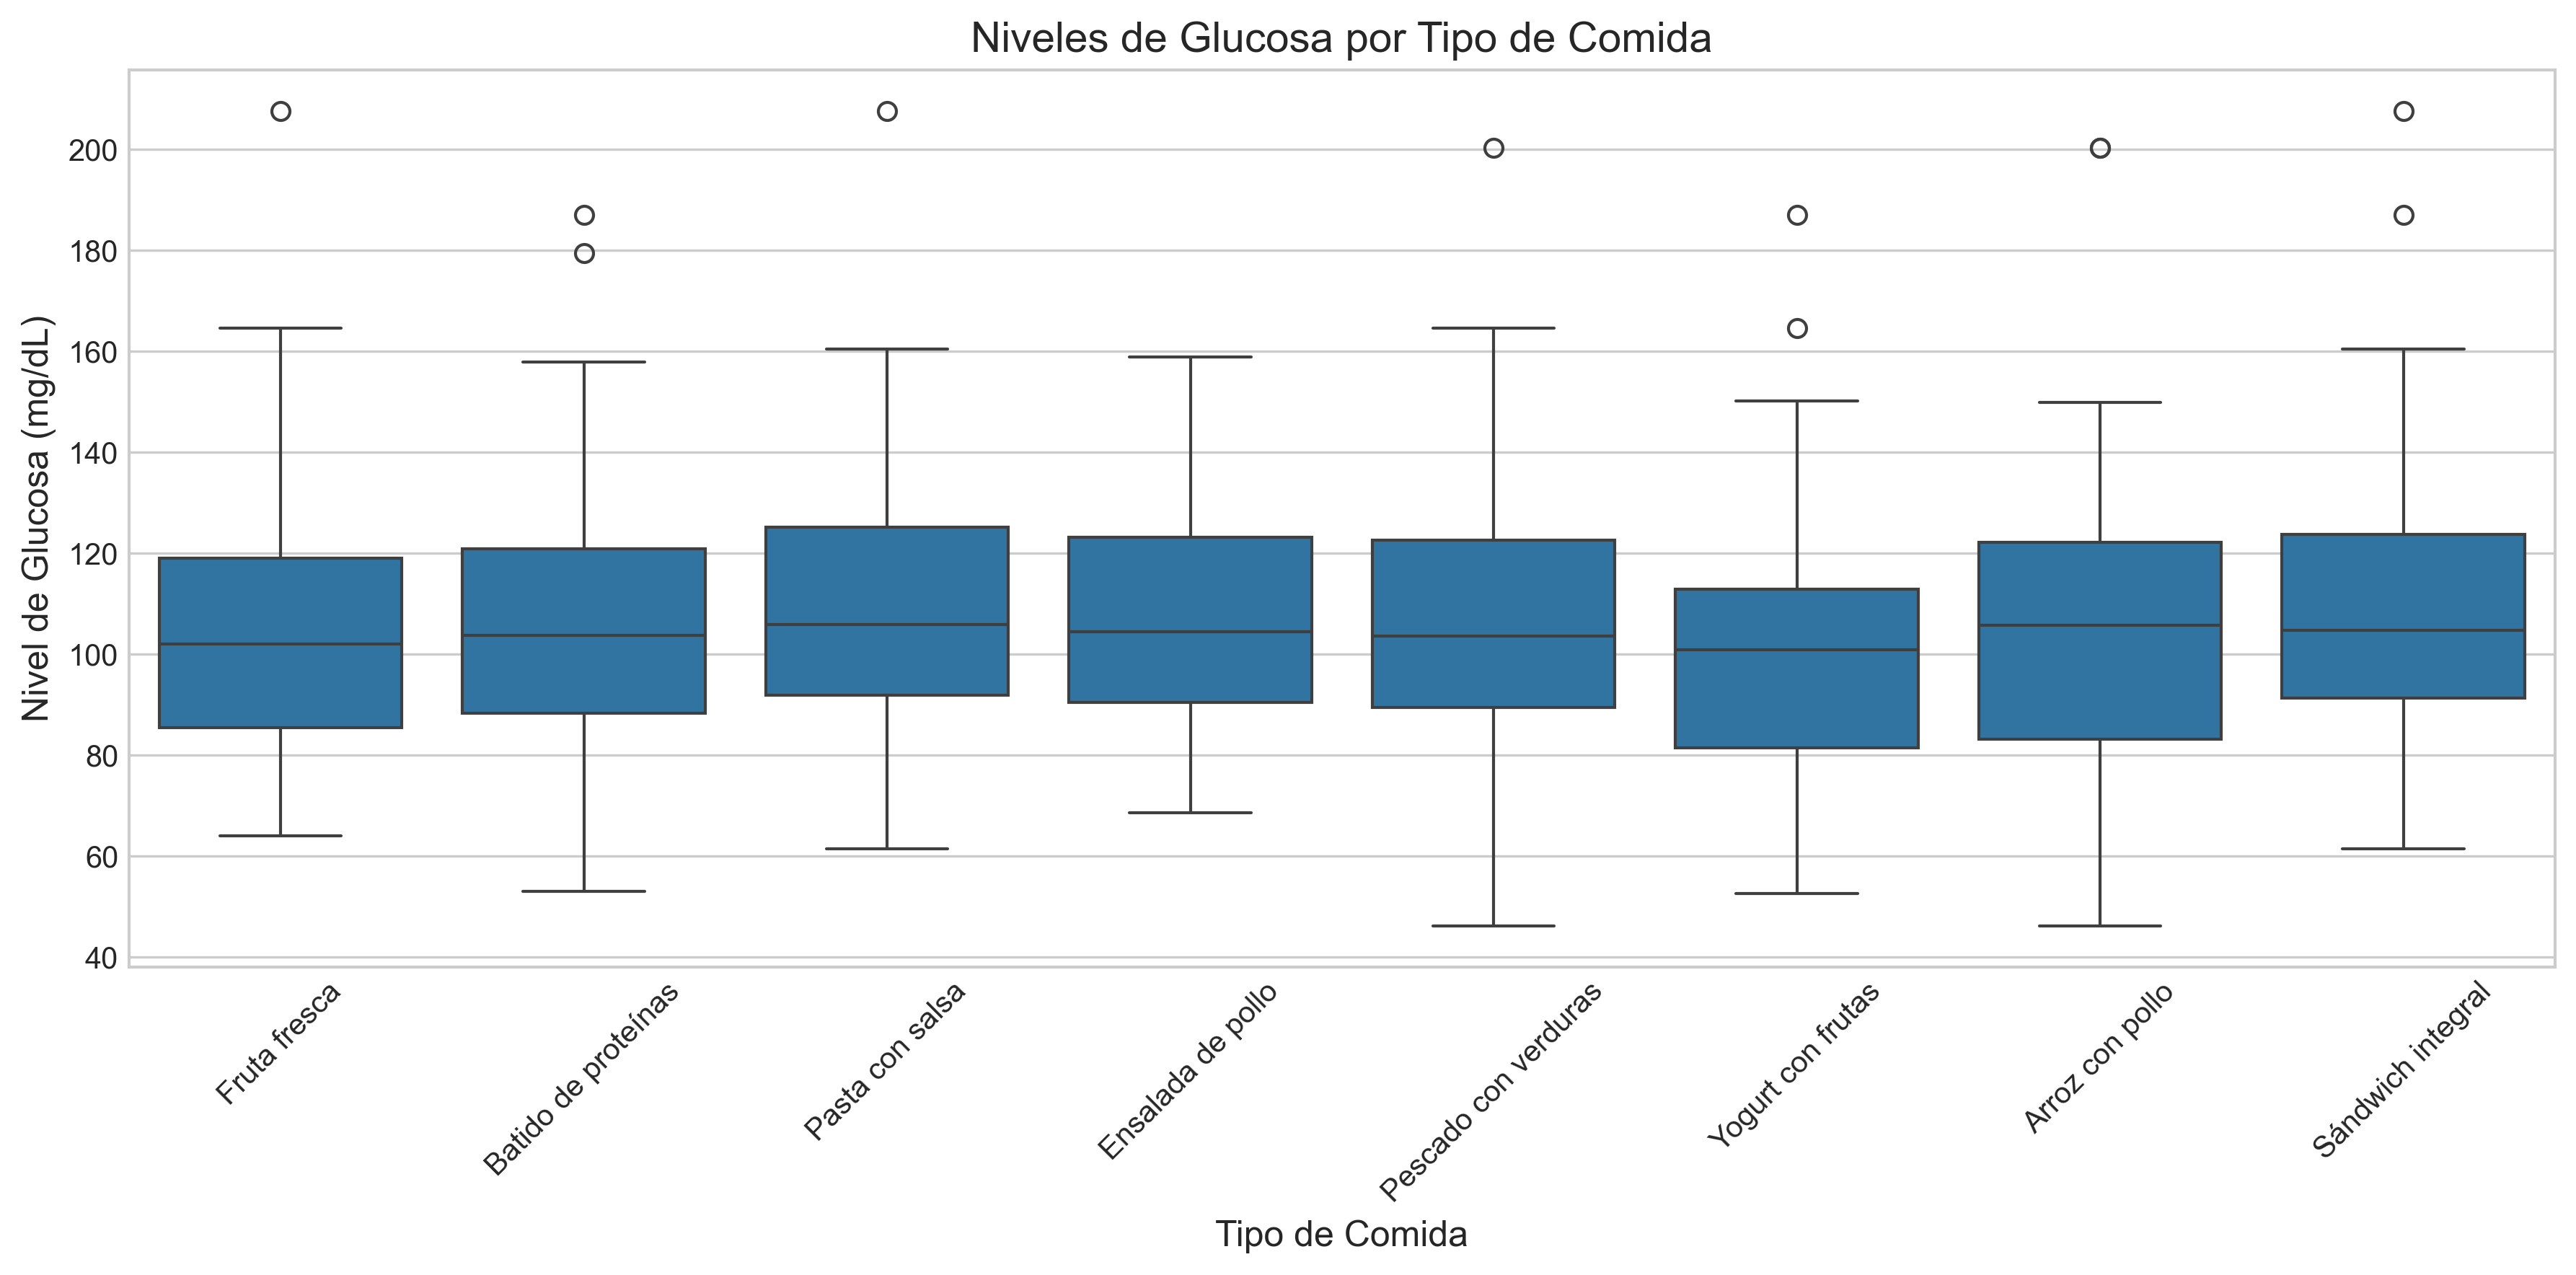 Niveles de Glucosa por Tipo de Comida
Nivel de Glucosa (mg/dL)
200
180
160
140
120
100
80
60
40
Fruta fresca
Batido de proteínas
Pasta con salsa
Ensalada de pollo
Pescado con verduras
Yogurt con frutas
Arroz con pollo
Sándwich integral
Tipo de Comida